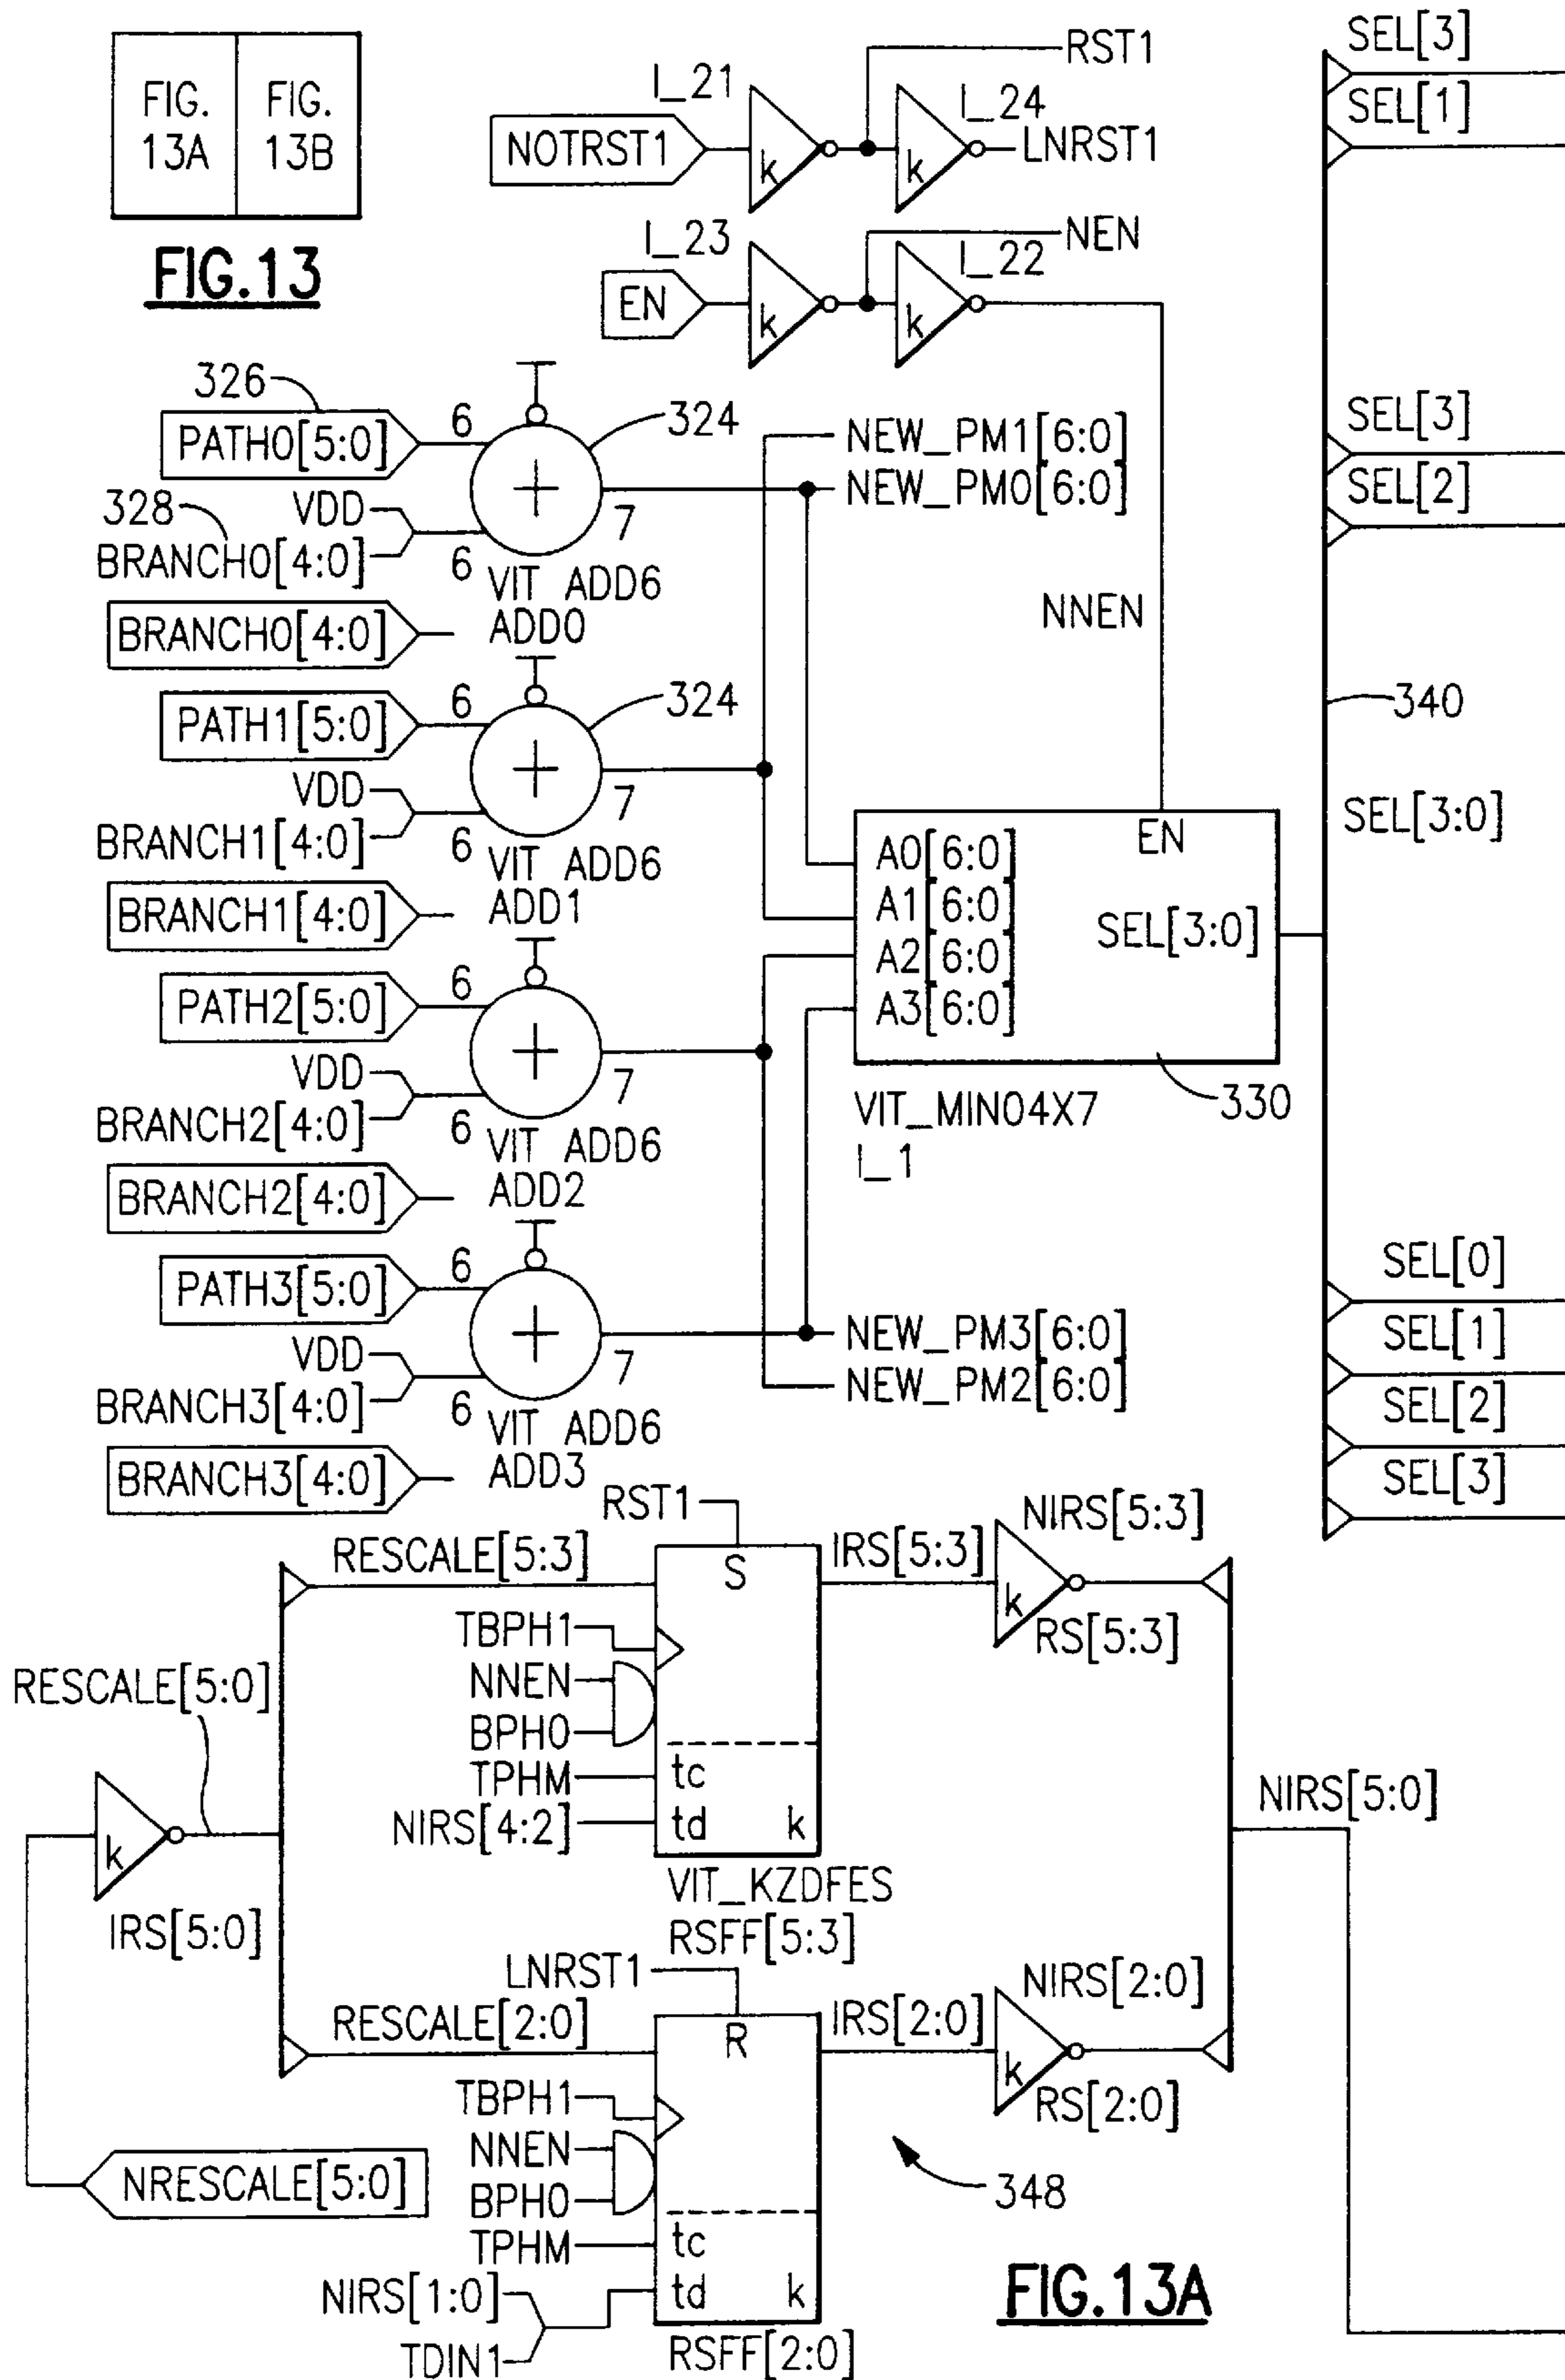 FIG. 13A
FIG. 13B
FIG.13
NOTRST1
I_21
k
RST1
I_24
k
LNRST1
EN
I_23
k
NEN
I_22
k
NNEN
SEL[3]
SEL[1]
SEL[3]
SEL[2]
340
SEL[3:0]
SEL[0]
SEL[1]
SEL[2]
SEL[3]
326
PATH0[5:0]
6
324
328
VDD
BRANCH0[4:0]
6
7
VIT ADD6
ADD0
BRANCH0[4:0]
NEW_PM1[6:0]
NEW_PM0[6:0]
PATH1[5:0]
6
324
VDD
BRANCH1[4:0]
6
7
VIT ADD6
ADD1
BRANCH1[4:0]
PATH2[5:0]
6
VDD
BRANCH2[4:0]
6
7
VIT ADD6
ADD2
BRANCH2[4:0]
PATH3[5:0]
6
VDD
BRANCH3[4:0]
6
7
VIT ADD6
ADD3
BRANCH3[4:0]
NEW_PM3[6:0]
NEW_PM2[6:0]
EN
A0[6:0]
A1[6:0]
A2[6:0]
A3[6:0]
SEL[3:0]
VIT_MIN04X7
I_1
330
RST1
RESCALE[5:3]
S
TBPH1
NNEN
BPH0
TPHM
tc
NIRS[4:2]
td
k
VIT_KZDFES
RSFF[5:3]
IRS[5:3]
NIRS[5:3]
k
RS[5:3]
RESCALE[5:0]
k
IRS[5:0]
NRESCALE[5:0]
NIRS[5:0]
LNRST1
RESCALE[2:0]
R
TBPH1
NNEN
BPH0
TPHM
tc
NIRS[1:0]
TDIN1
td
k
RSFF[2:0]
IRS[2:0]
NIRS[2:0]
k
RS[2:0]
348
FIG.13A